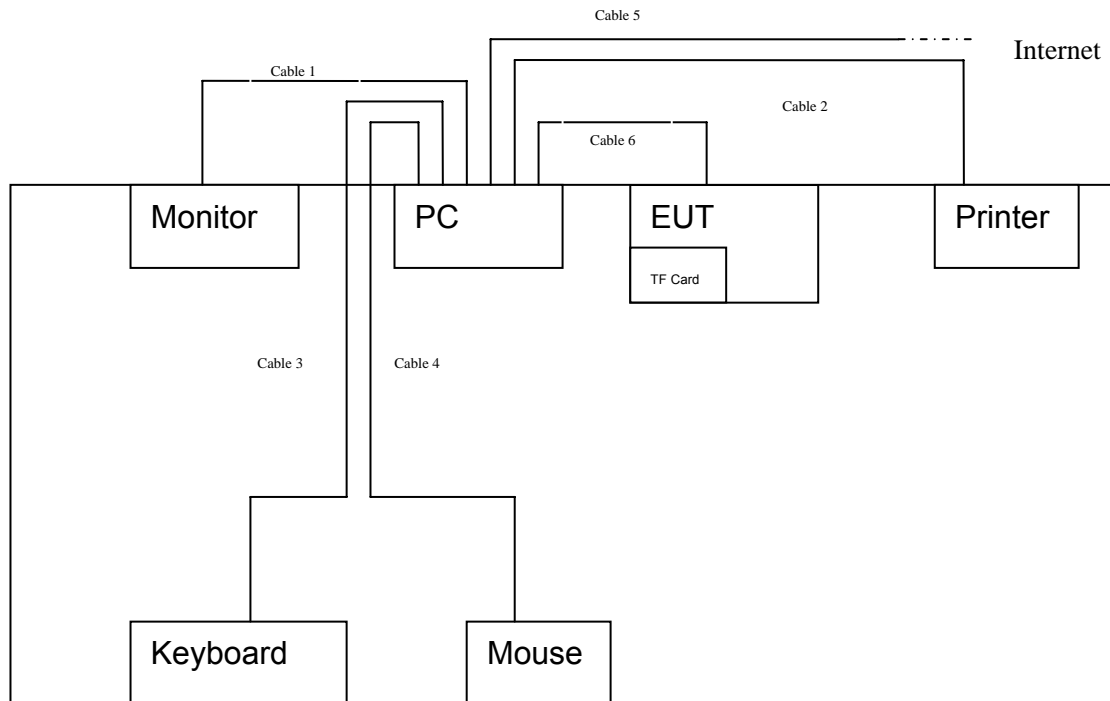 Cable 5
Internet
Cable 1
Cable 2
Cable 6
Monitor
PC
EUT
Printer
TF Card
Cable 3
Cable 4
Keyboard
Mouse